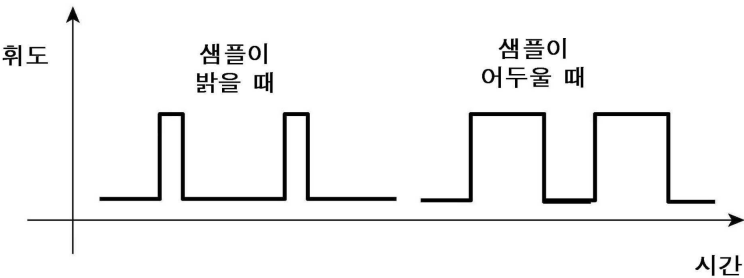 휘도
샘플이
밝을 때
샘플이
어두울 때
시간